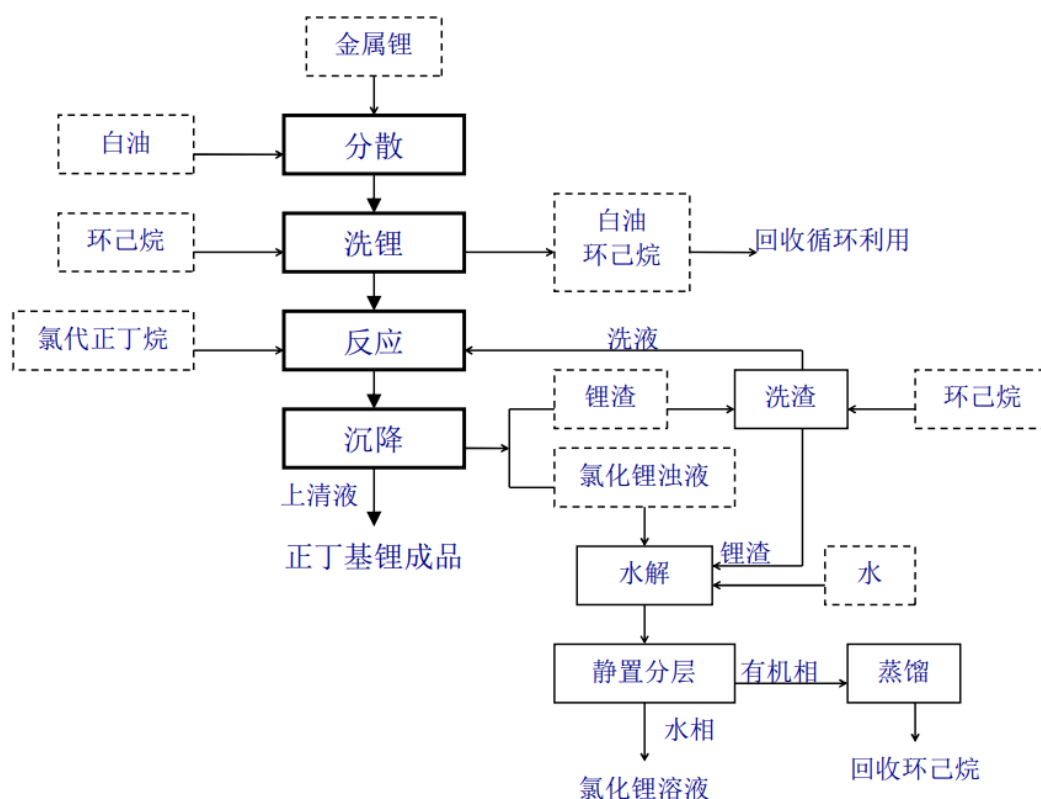 金属锂
白油
分散
环己烷
洗锂
白油
环己烷
回收循环利用
氯代正丁烷
反应
洗液
锂渣
洗渣
环己烷
沉降
氯化锂浊液
上清液
正丁基锂成品
锂渣
水解
水
静置分层
有机相
蒸馏
水相
回收环己烷
氯化锂溶液